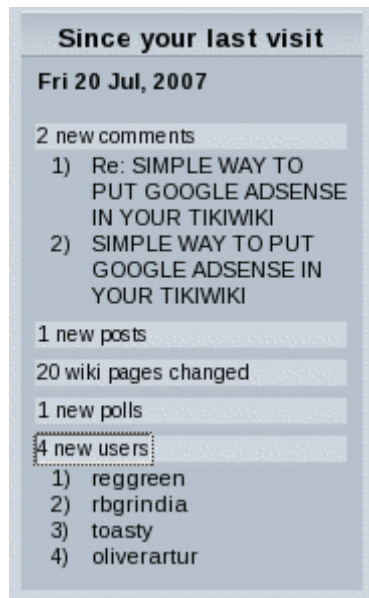 Since your last visit
Fri 20 Jul, 2007
2 new comments
1) Re: SIMPLE WAY TO
PUT GOOGLE ADSENSE
IN YOUR TIKIWIKI
2) SIMPLE WAY TO PUT
GOOGLE ADSENSE IN
YOUR TIKIWIKI
1 new posts
20 wiki pages changed
1 new polls
4 new users
1) reggreen
2) rbgrindia
3) toasty
4) oliverartur